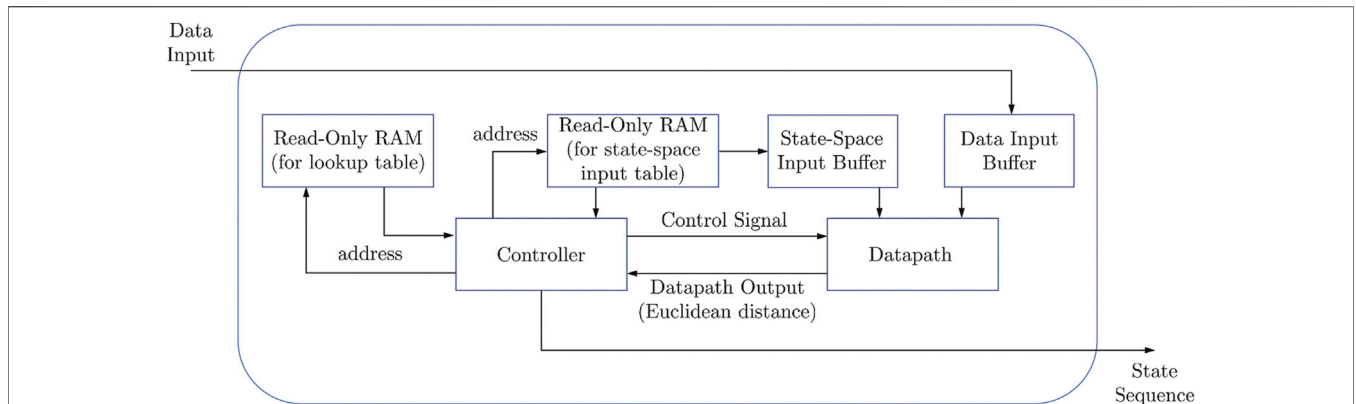 Data
Input
Read-Only RAM
(for lookup table)
address
Read-Only RAM
(for state-space
input table)
State-Space
Input Buffer
Data Input
Buffer
address
Controller
Control Signal
Datapath
Datapath Output
(Euclidean distance)
State
Sequence